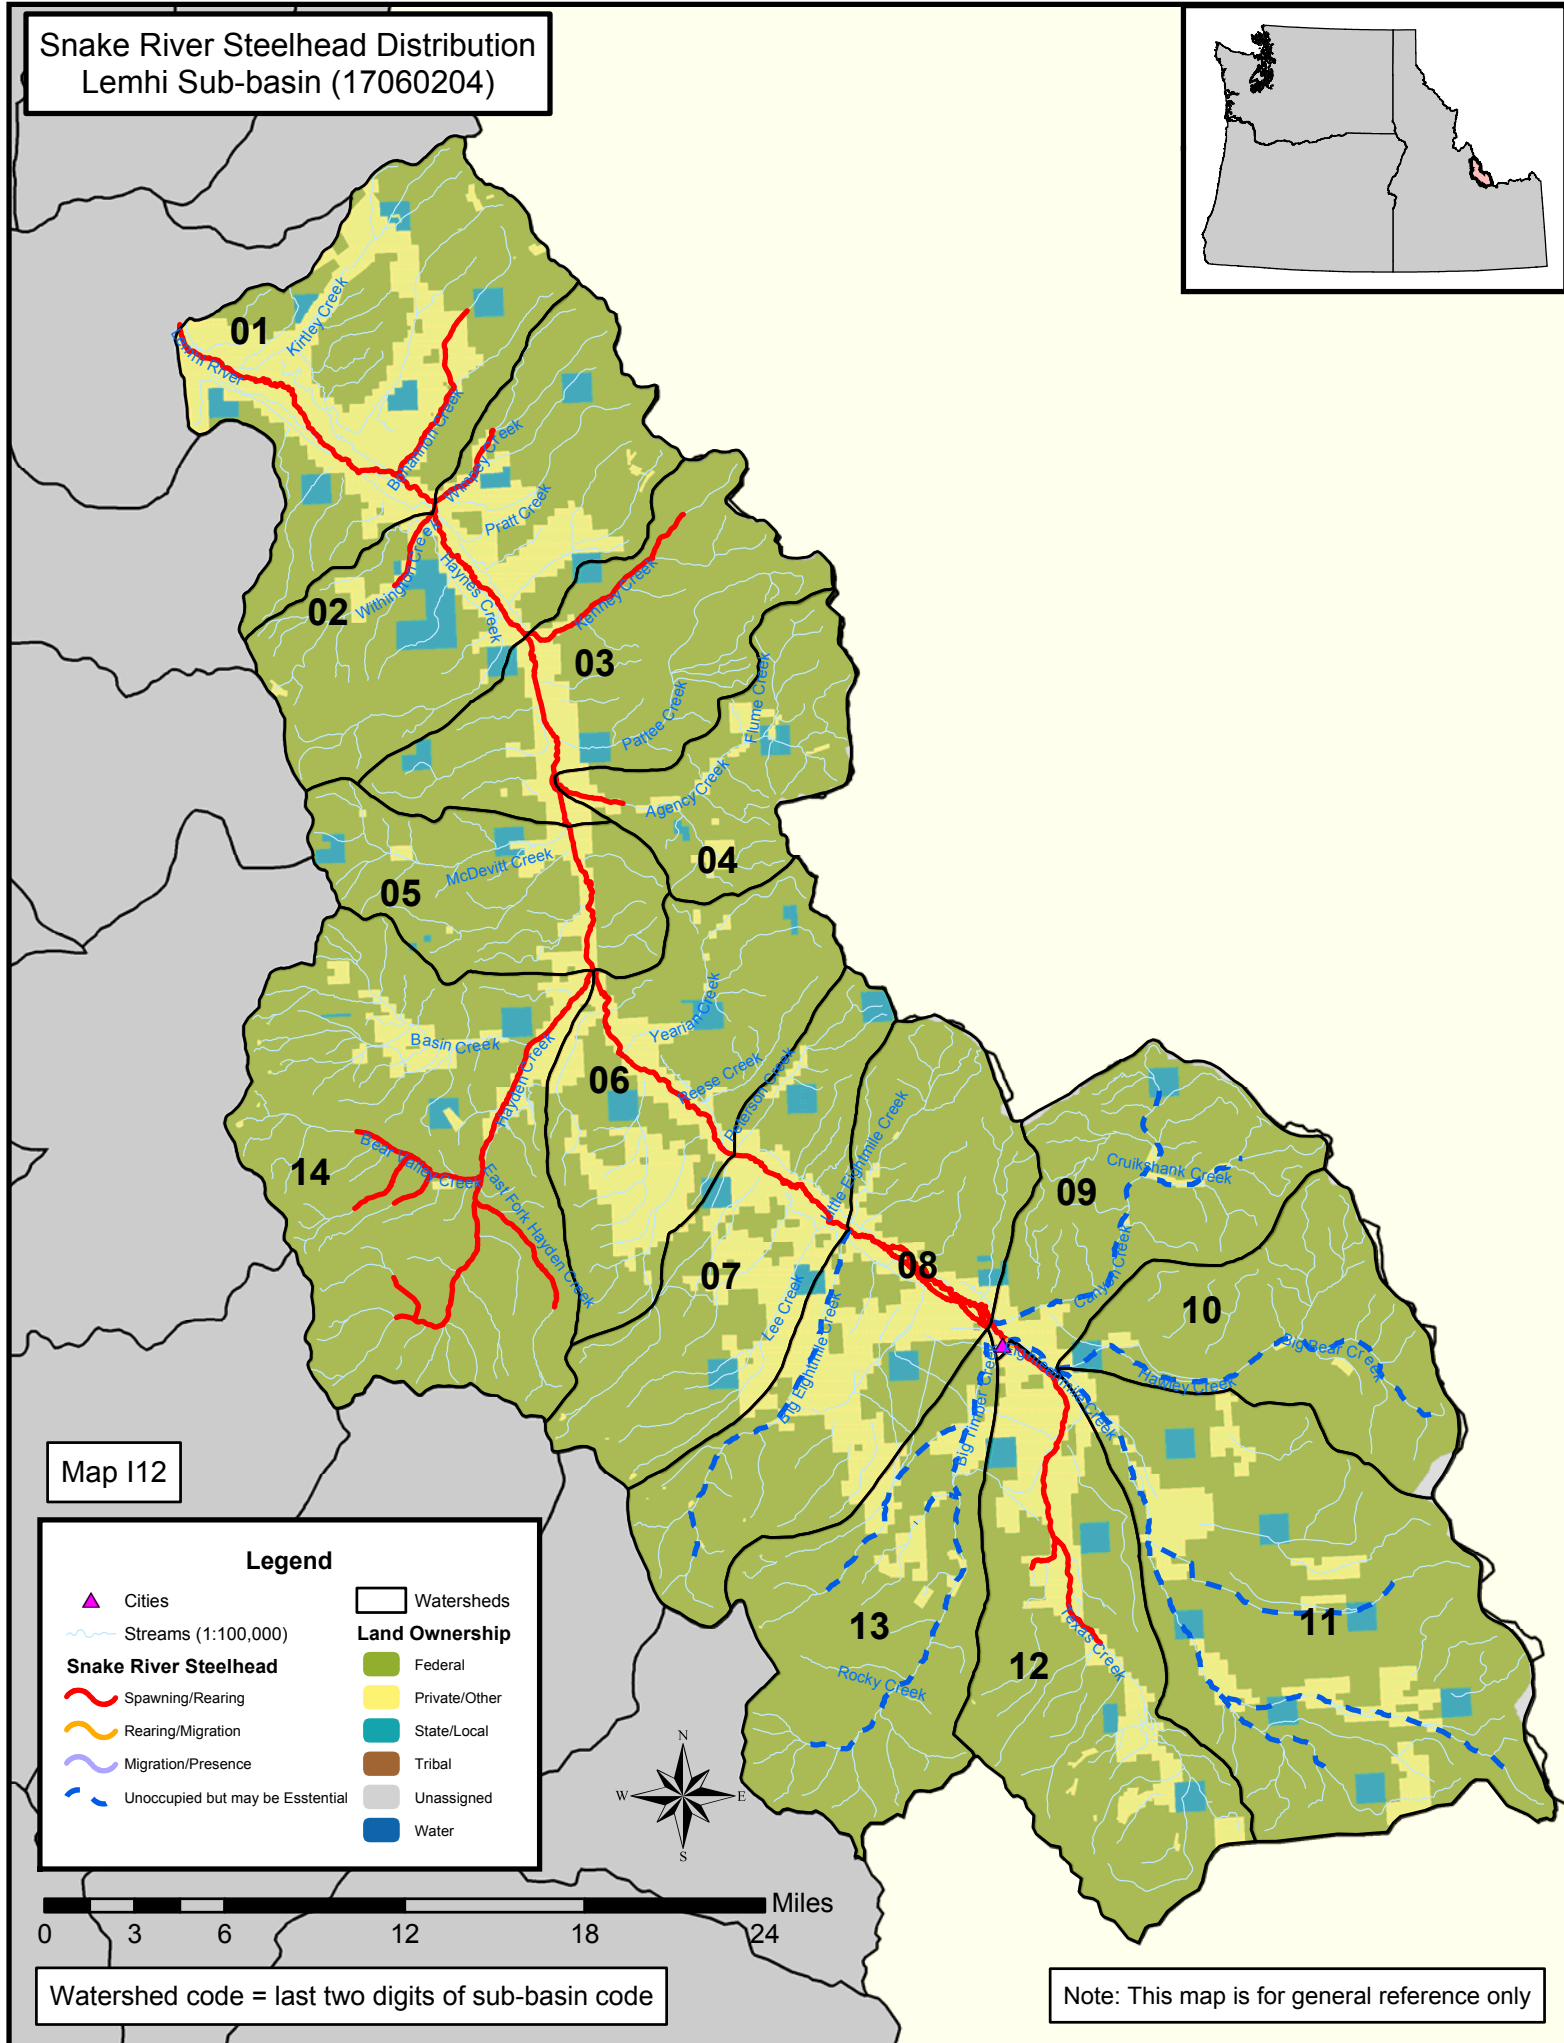 Snake River Steelhead Distribution
Lemhi Sub-basin (17060204)
01
Kirtley Creek
Lemhi River
Bohannon Creek
Wimpey Creek
Pratt Creek
Withington Creek
Haynes Creek
02
Kenney Creek
03
Pattee Creek
Flume Creek
Agency Creek
04
McDevitt Creek
05
Yearian Creek
Basin Creek
Hayden Creek
06
Reese Creek
Peterson Creek
Little Eightmile Creek
Bear Valley Creek
14
East Fork Hayden Creek
Cruikshank Creek
09
07
08
Lee Creek
Big Eightmile Creek
Canyon Creek
10
Big Bear Creek
Hawley Creek
Eighteenmile Creek
Big Timber Creek
11
13
12
Texas Creek
Rocky Creek
Map I12
Legend
Cities
Streams (1:100,000)
Snake River Steelhead
Spawning/Rearing
Rearing/Migration
Migration/Presence
Unoccupied but may be Esstential
Watersheds
Land Ownership
Federal
Private/Other
State/Local
Tribal
Unassigned
Water
N
W
E
S
Miles
0 3 6 12 18 24
Watershed code = last two digits of sub-basin code
Note: This map is for general reference only